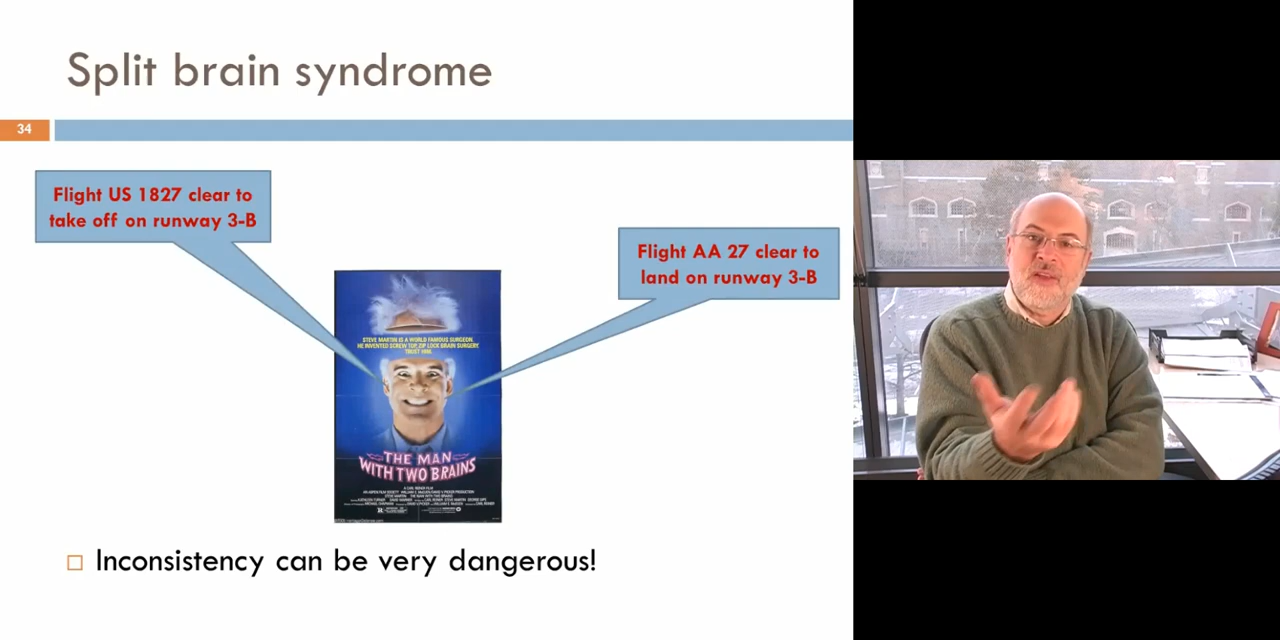 Split brain syndrome
34
Flight US 1827 clear to
take off on runway 3-B
Flight AA 27 clear to
land on runway 3-B
STEVE MARTIN IS A WORLD FAMOUS SURGEON.
HE INVENTED SCREW TOP, ZIP LOCK BRAIN SURGERY.
TRUST HIM.
THE MAN
WITH TWO BRAINS
Inconsistency can be very dangerous!